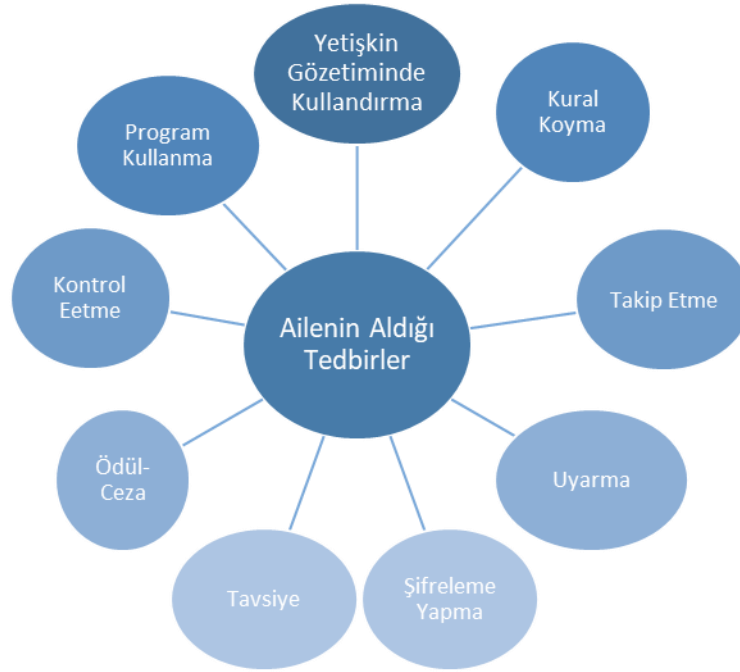 Yetişkin
Gözetiminde
Kullandırma
Kural
Koyma
Program
Kullanma
Kontrol
Eetme
Takip Etme
Ailenin Aldığı
Tedbirler
Ödül-
Ceza
Uyarma
Tavsiye
Şifreleme
Yapma